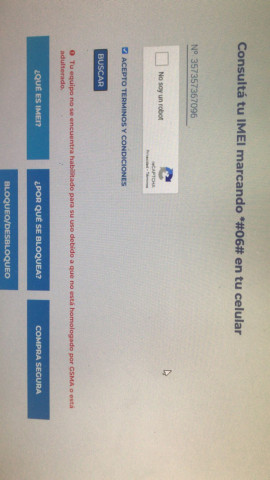 Consultá tu IMEI marcando *#06# en tu celular
N° 357357367096
No soy un robot
reCAPTCHA
Privacidad - Términos
ACEPTO TERMINOS Y CONDICIONES
BUSCAR
Tu equipo no se encuentra habilitado para su uso debido a que no está homologado por GSMA o está
adulterado.
¿QUÉ ES IMEI?
¿POR QUÉ SE BLOQUEA?
COMPRA SEGURA
BLOQUEO/DESBLOQUEO